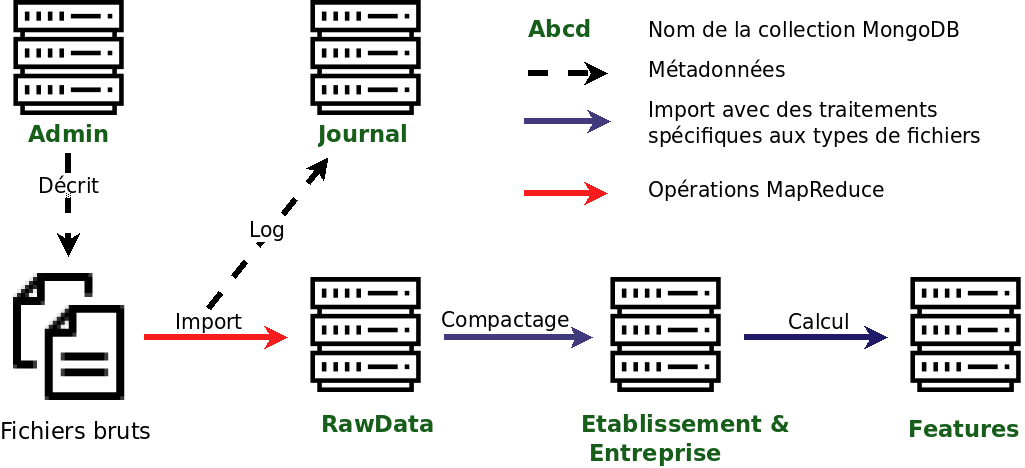 Abcd
Nom de la collection MongoDB
Métadonnées
Import avec des traitements
spécifiques aux types de fichiers
Opérations MapReduce
Admin
Journal
Décrit
Log
Import
Compactage
Calcul
Fichiers bruts
RawData
Etablissement &
Entreprise
Features